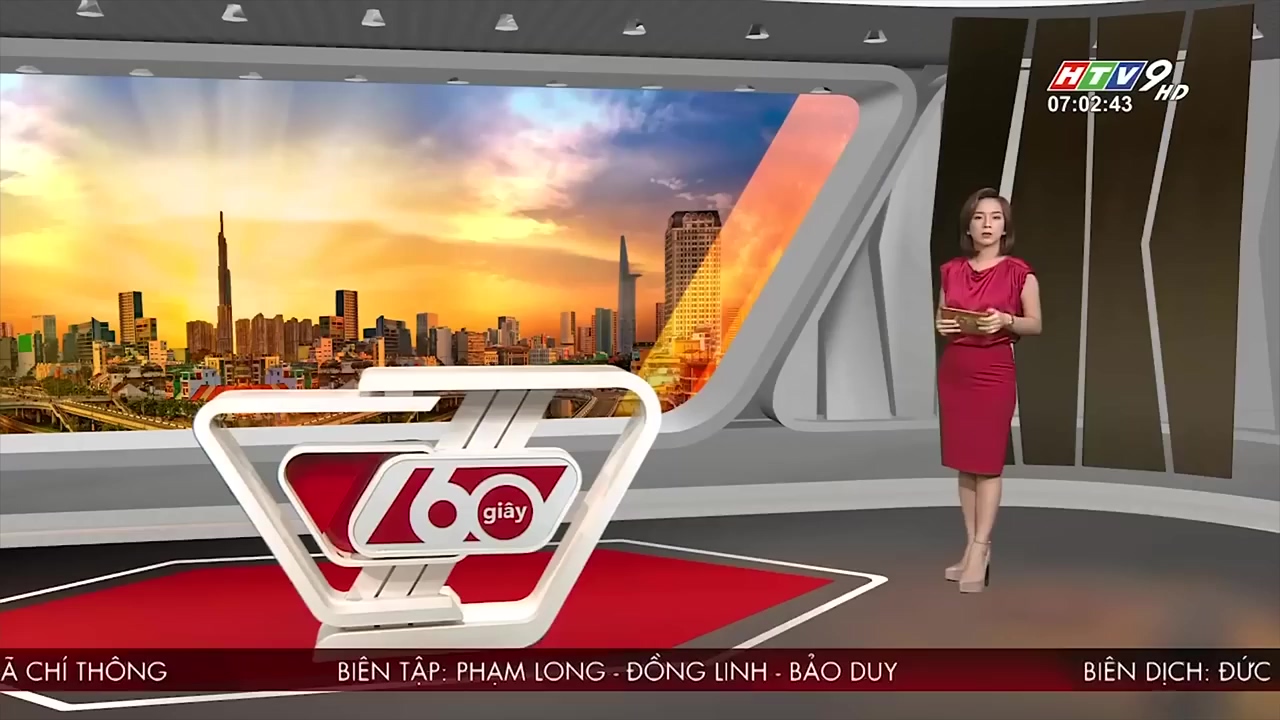 HTV9 HD
07:02:43
60 giây
Ã CHÍ THÔNG BIÊN TẬP: PHẠM LONG - ĐỒNG LINH - BẢO DUY BIÊN DỊCH: ĐỨC